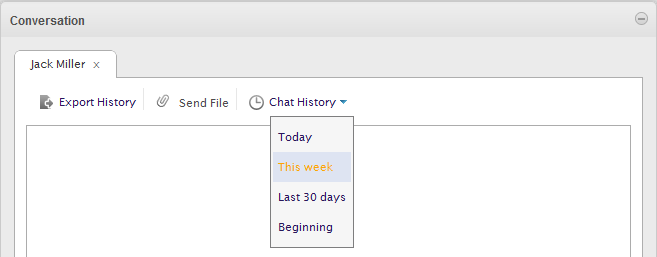 Conversation
Jack Miller x
Export History Send File Chat History
Today
This week
Last 30 days
Beginning